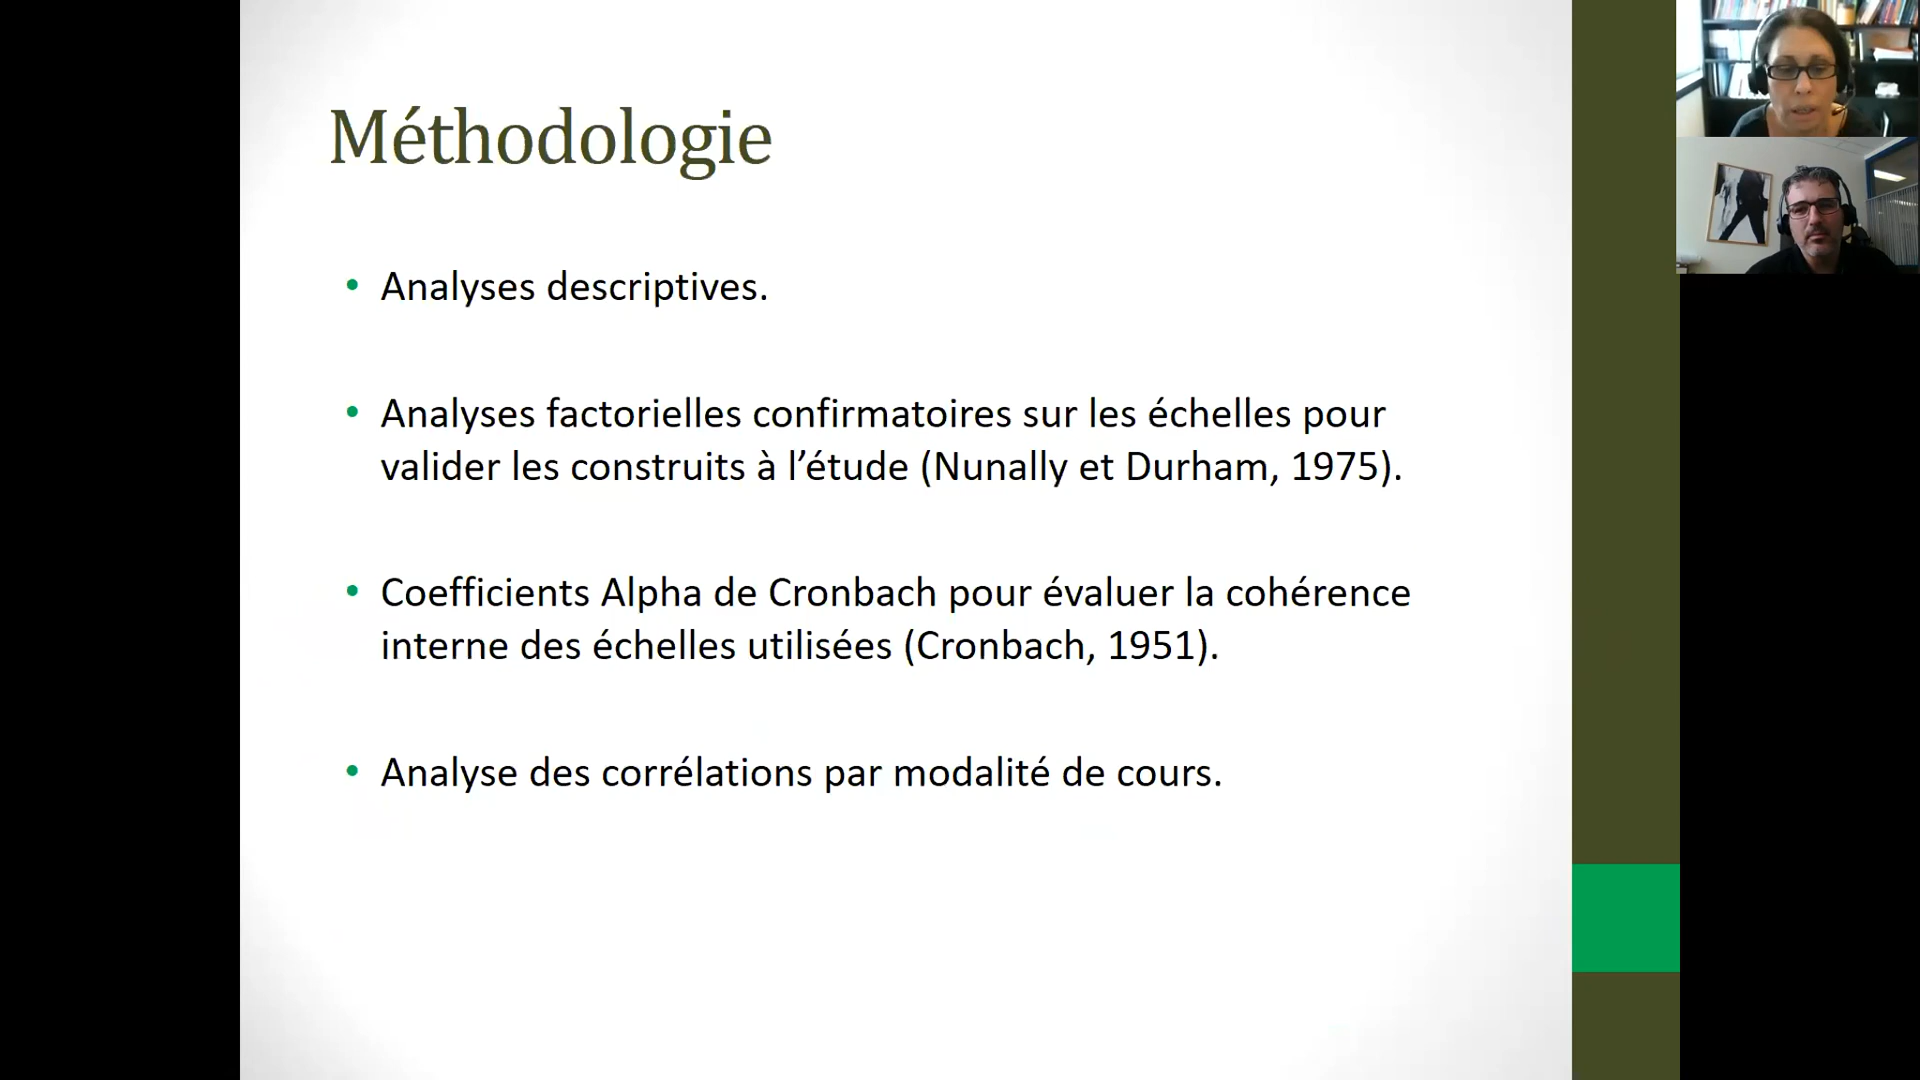 Méthodologie
• Analyses descriptives.
• Analyses factorielles confirmatoires sur les échelles pour
valider les construits à l’étude (Nunally et Durham, 1975).
• Coefficients Alpha de Cronbach pour évaluer la cohérence
interne des échelles utilisées (Cronbach, 1951).
• Analyse des corrélations par modalité de cours.